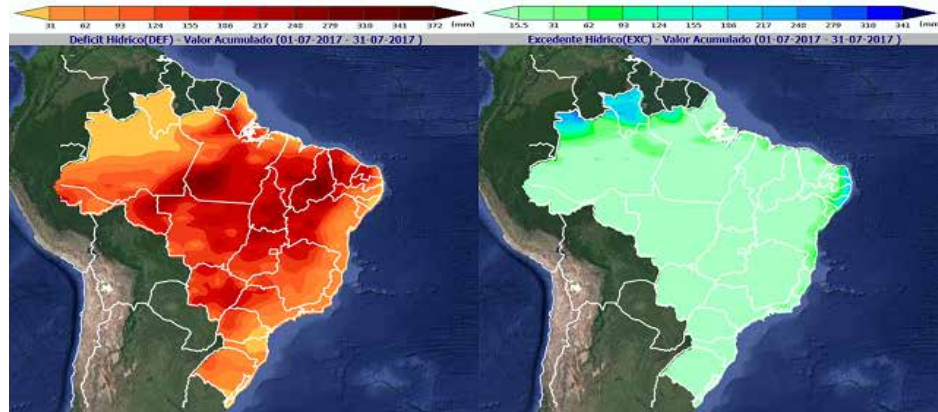 31 62 93 124 155 186 217 248 279 310 341 372 (mm)
Deficit Hídrico(DEF) - Valor Acumulado (01-07-2017 - 31-07-2017 )
15.5 31 62 93 124 155 186 217 248 279 310 341 (mm)
Excedente Hídrico(EXC) - Valor Acumulado (01-07-2017 - 31-07-2017 )